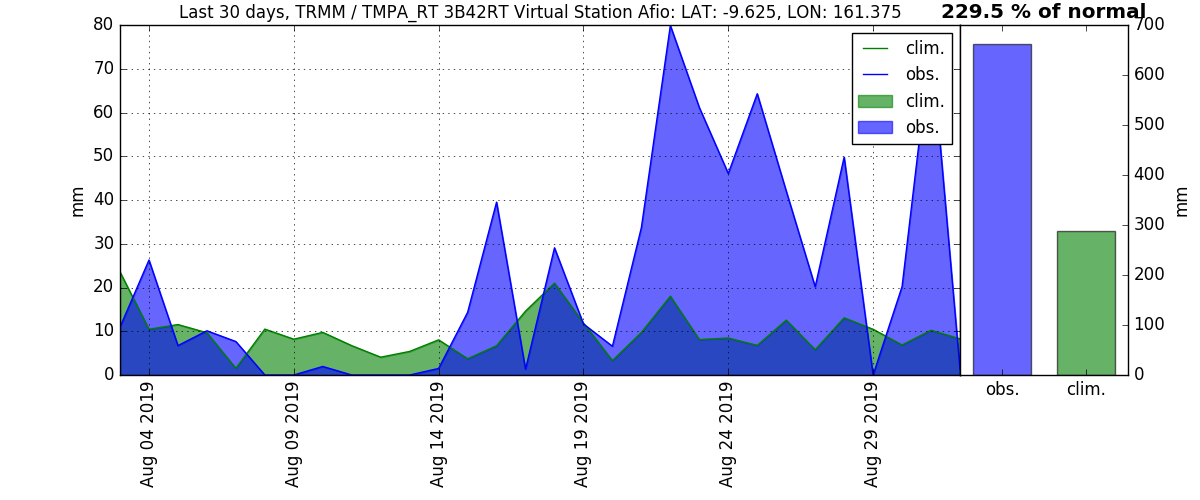 Last 30 days, TRMM / TMPA_RT 3B42RT Virtual Station Afio: LAT: -9.625, LON: 161.375
229.5 % of normal
80
70
60
50
40
30
20
10
0
mm
clim.
obs.
clim.
obs.
Aug 04 2019
Aug 09 2019
Aug 14 2019
Aug 19 2019
Aug 24 2019
Aug 29 2019
700
600
500
400
300
200
100
0
mm
obs.
clim.